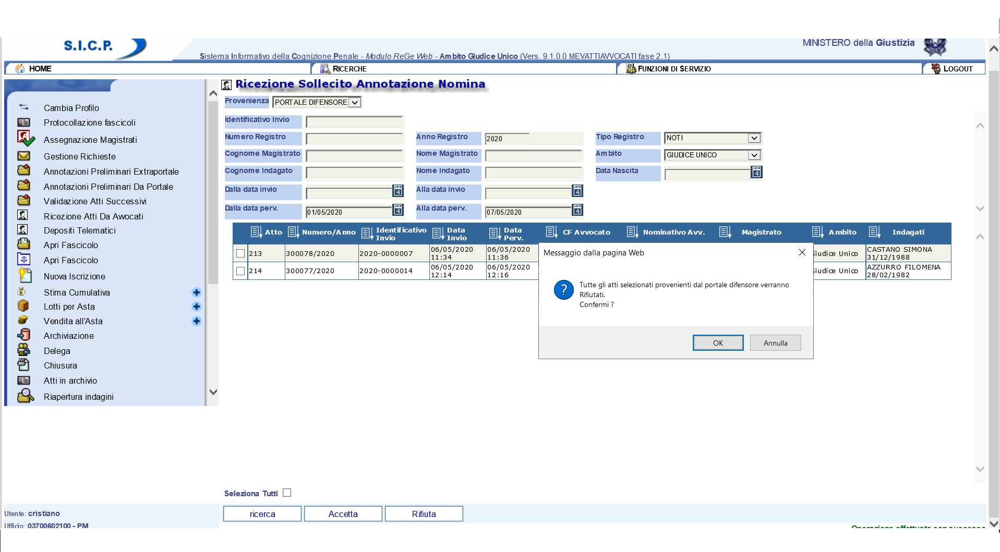 S.I.C.P.
MINISTERO della Giustizia
Sistema Informativo della Cognizione Penale - Modulo ReGe Web - Ambito Giudice Unico (Vers. 9.1.0.0 MEVATTIAVVOCATI fase 2.1)
HOME
RICERCHE
FUNZIONI DI SERVIZIO
LOGOUT
Cambia Profilo
Protocollazione fascicoli
Assegnazione Magistrati
Gestione Richieste
Annotazioni Preliminari Extraportale
Annotazioni Preliminari Da Portale
Validazione Atti Successivi
Ricezione Atti Da Avvocati
Depositi Telematici
Apri Fascicolo
Apri Fascicolo
Nuova Iscrizione
Stima Cumulativa
Lotti per Asta
Vendita all'Asta
Archiviazione
Delega
Chiusura
Atti in archivio
Riapertura indagini
Ricezione Sollecito Annotazione Nomina
Provenienza PORTALE DIFENSORE
Identificativo Invio
Numero Registro Anno Registro 2020 Tipo Registro NOTI
Cognome Magistrato Nome Magistrato Ambito GIUDICE UNICO
Cognome Indagato Nome Indagato Data Nascita
Dalla data invio Alla data invio
Dalla data perv. 01/05/2020 Alla data perv. 07/05/2020
Atto Numero/Anno Identificativo Invio Data Invio Data Perv. CF Avvocato Nominativo Avv. Magistrato Ambito Indagati
213 300078/2020 2020-0000007 06/05/2020 11:34 06/05/2020 11:36 Giudice Unico CASTANO SIMONA 31/12/1988
214 300077/2020 2020-0000014 06/05/2020 12:14 06/05/2020 12:16 Giudice Unico AZZURRO FILOMENA 28/02/1982
Messaggio dalla pagina Web
Tutte gli atti selezionati provenienti dal portale difensore verranno
Rifiutati.
Confermi ?
OK
Annulla
Seleziona Tutti
ricerca
Accetta
Rifiuta
Utente: cristiano
Ufficio: 03700602100 - PM
Operazione effettuata con successo